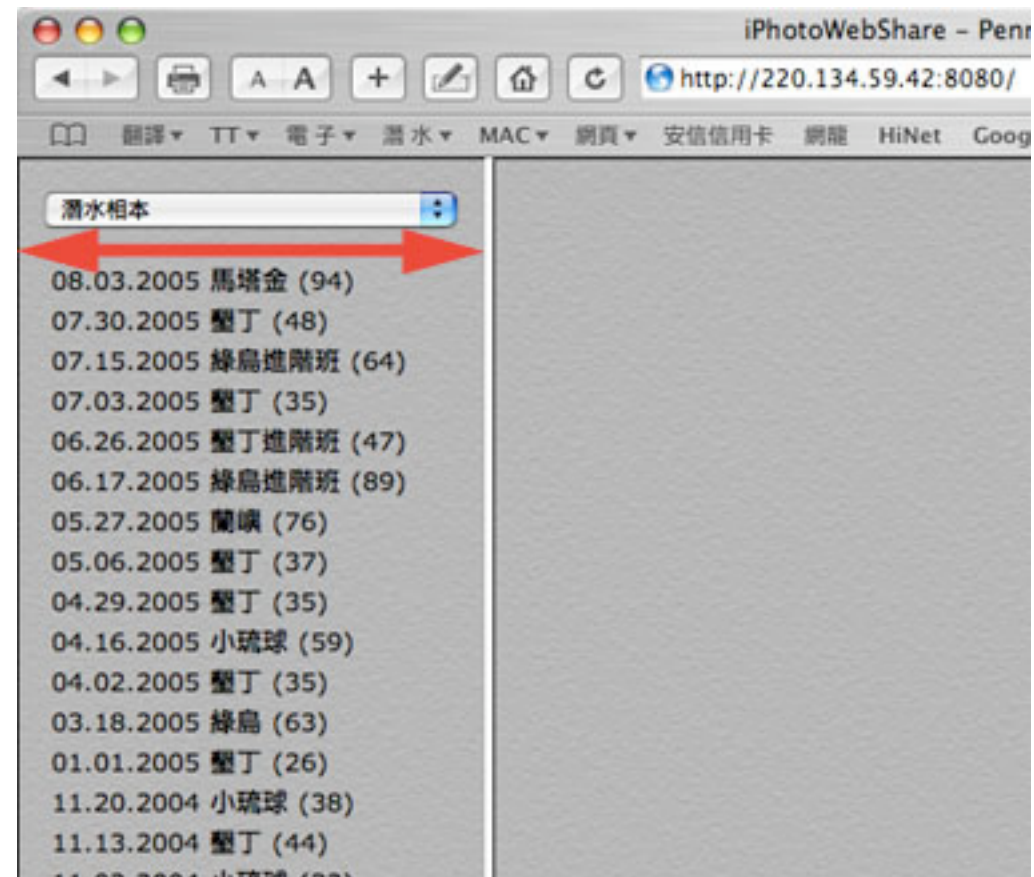 iPhotoWebShare – Penr
A A + http://220.134.59.42:8080/
翻譯 TT 電子 潛水 MAC 網頁 安信信用卡 網龍 HiNet Goog
潛水相本
08.03.2005 馬塔金 (94)
07.30.2005 墾丁 (48)
07.15.2005 綠島進階班 (64)
07.03.2005 墾丁 (35)
06.26.2005 墾丁進階班 (47)
06.17.2005 綠島進階班 (89)
05.27.2005 蘭嶼 (76)
05.06.2005 墾丁 (37)
04.29.2005 墾丁 (35)
04.16.2005 小琉球 (59)
04.02.2005 墾丁 (35)
03.18.2005 綠島 (63)
01.01.2005 墾丁 (26)
11.20.2004 小琉球 (38)
11.13.2004 墾丁 (44)